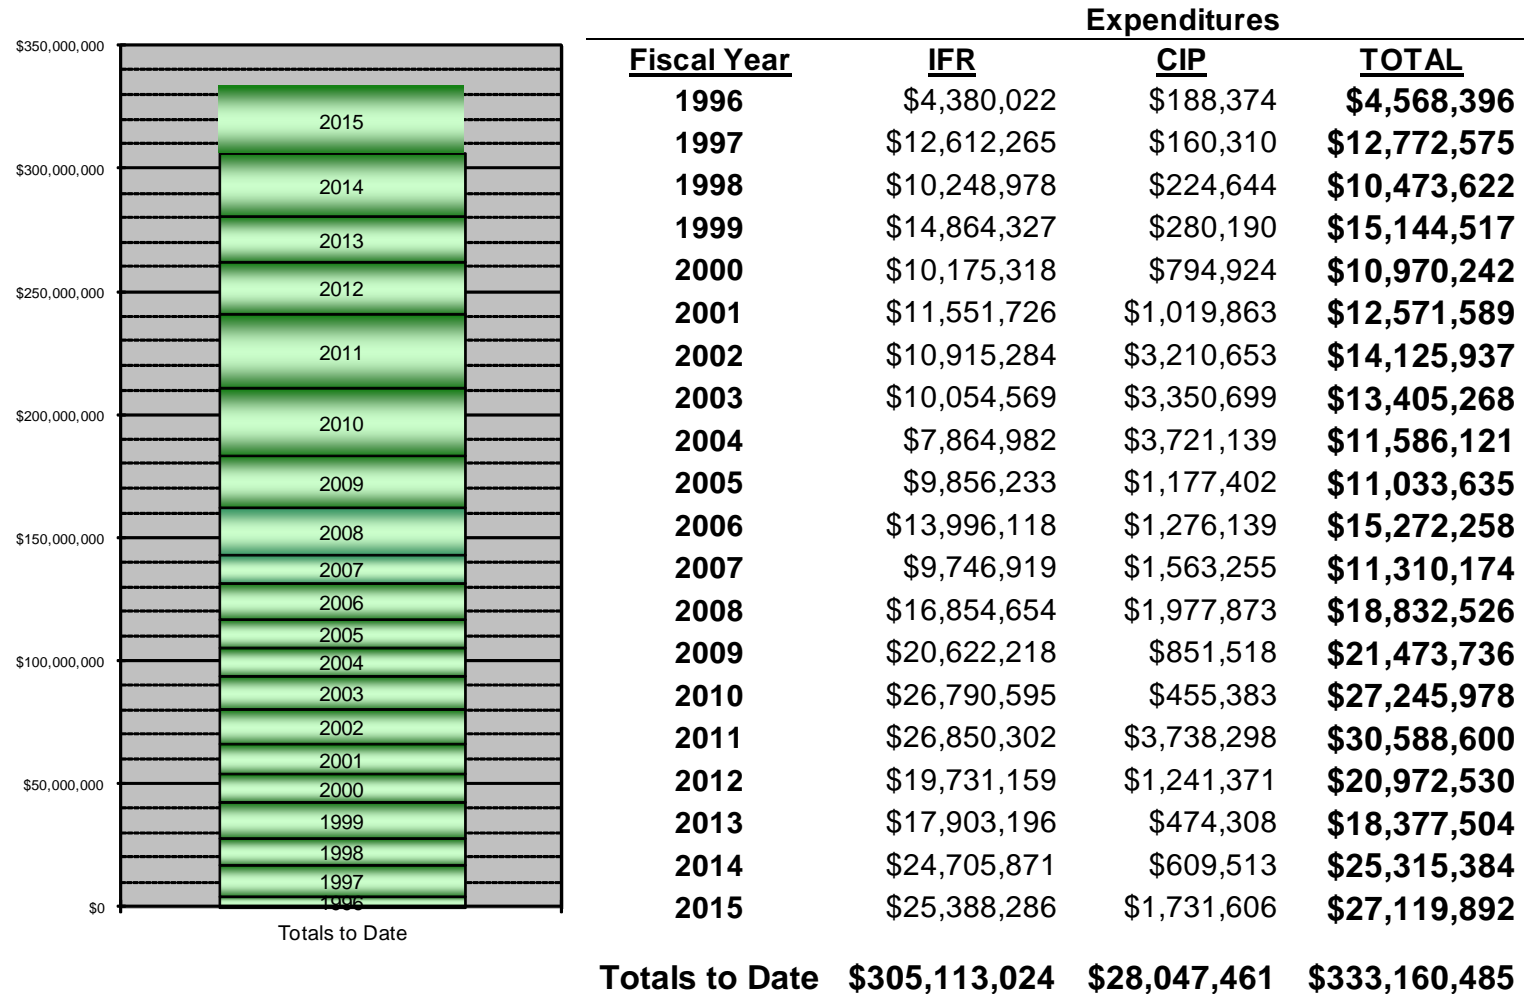 $350,000,000
$300,000,000
$250,000,000
$200,000,000
$150,000,000
$100,000,000
$50,000,000
$0
2015
2014
2013
2012
2011
2010
2009
2008
2007
2006
2005
2004
2003
2002
2001
2000
1999
1998
1997
1996
Totals to Date
Expenditures
Fiscal Year IFR CIP TOTAL
1996 $4,380,022 $188,374 $4,568,396
1997 $12,612,265 $160,310 $12,772,575
1998 $10,248,978 $224,644 $10,473,622
1999 $14,864,327 $280,190 $15,144,517
2000 $10,175,318 $794,924 $10,970,242
2001 $11,551,726 $1,019,863 $12,571,589
2002 $10,915,284 $3,210,653 $14,125,937
2003 $10,054,569 $3,350,699 $13,405,268
2004 $7,864,982 $3,721,139 $11,586,121
2005 $9,856,233 $1,177,402 $11,033,635
2006 $13,996,118 $1,276,139 $15,272,258
2007 $9,746,919 $1,563,255 $11,310,174
2008 $16,854,654 $1,977,873 $18,832,526
2009 $20,622,218 $851,518 $21,473,736
2010 $26,790,595 $455,383 $27,245,978
2011 $26,850,302 $3,738,298 $30,588,600
2012 $19,731,159 $1,241,371 $20,972,530
2013 $17,903,196 $474,308 $18,377,504
2014 $24,705,871 $609,513 $25,315,384
2015 $25,388,286 $1,731,606 $27,119,892
Totals to Date $305,113,024 $28,047,461 $333,160,485